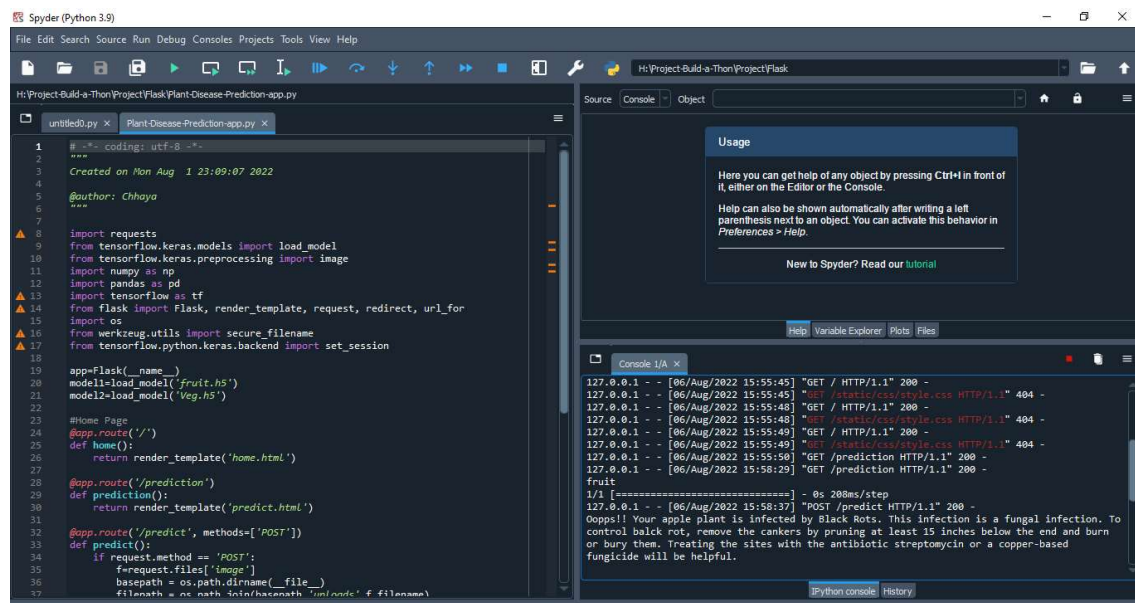 Spyder (Python 3.9)
File Edit Search Source Run Debug Consoles Projects Tools View Help
H:\Project-Build-a-Thon\Project\Flask
H:\Project-Build-a-Thon\Project\Flask\Plant-Disease-Prediction-app.py
untitled0.py × Plant-Disease-Prediction-app.py ×
1 # -*- coding: utf-8 -*-
2 """
3 Created on Mon Aug  1 23:09:07 2022
4
5 @author: Chhaya
6 """
7
8 import requests
9 from tensorflow.keras.models import load_model
10 from tensorflow.keras.preprocessing import image
11 import numpy as np
12 import pandas as pd
13 import tensorflow as tf
14 from flask import Flask, render_template, request, redirect, url_for
15 import os
16 from werkzeug.utils import secure_filename
17 from tensorflow.python.keras.backend import set_session
18
19 app=Flask(__name__)
20 model1=load_model('fruit.h5')
21 model2=load_model('Veg.h5')
22
23 #Home Page
24 @app.route('/')
25 def home():
26     return render_template('home.html')
27
28 @app.route('/prediction')
29 def prediction():
30     return render_template('predict.html')
31
32 @app.route('/predict', methods=['POST'])
33 def predict():
34     if request.method == 'POST':
35         f=request.files['image']
36         basepath = os.path.dirname(__file__)
37         filepath = os.path.join(basepath,'uploads',f.filename)
Source Console Object
Usage
Here you can get help of any object by pressing Ctrl+I in front of
it, either on the Editor or the Console.
Help can also be shown automatically after writing a left
parenthesis next to an object. You can activate this behavior in
Preferences > Help.
New to Spyder? Read our tutorial
Help Variable Explorer Plots Files
Console 1/A ×
127.0.0.1 - - [06/Aug/2022 15:55:45] "GET / HTTP/1.1" 200 -
127.0.0.1 - - [06/Aug/2022 15:55:45] "GET /static/css/style.css HTTP/1.1" 404 -
127.0.0.1 - - [06/Aug/2022 15:55:48] "GET / HTTP/1.1" 200 -
127.0.0.1 - - [06/Aug/2022 15:55:48] "GET /static/css/style.css HTTP/1.1" 404 -
127.0.0.1 - - [06/Aug/2022 15:55:49] "GET / HTTP/1.1" 200 -
127.0.0.1 - - [06/Aug/2022 15:55:49] "GET /static/css/style.css HTTP/1.1" 404 -
127.0.0.1 - - [06/Aug/2022 15:55:50] "GET /prediction HTTP/1.1" 200 -
127.0.0.1 - - [06/Aug/2022 15:58:29] "GET /prediction HTTP/1.1" 200 -
fruit
1/1 [==============================] - 0s 208ms/step
127.0.0.1 - - [06/Aug/2022 15:58:37] "POST /predict HTTP/1.1" 200 -
Oopps!! Your apple plant is infected by Black Rots. This infection is a fungal infection. To
control balck rot, remove the cankers by pruning at least 15 inches below the end and burn
or bury them. Treating the sites with the antibiotic streptomycin or a copper-based
fungicide will be helpful.
IPython console History